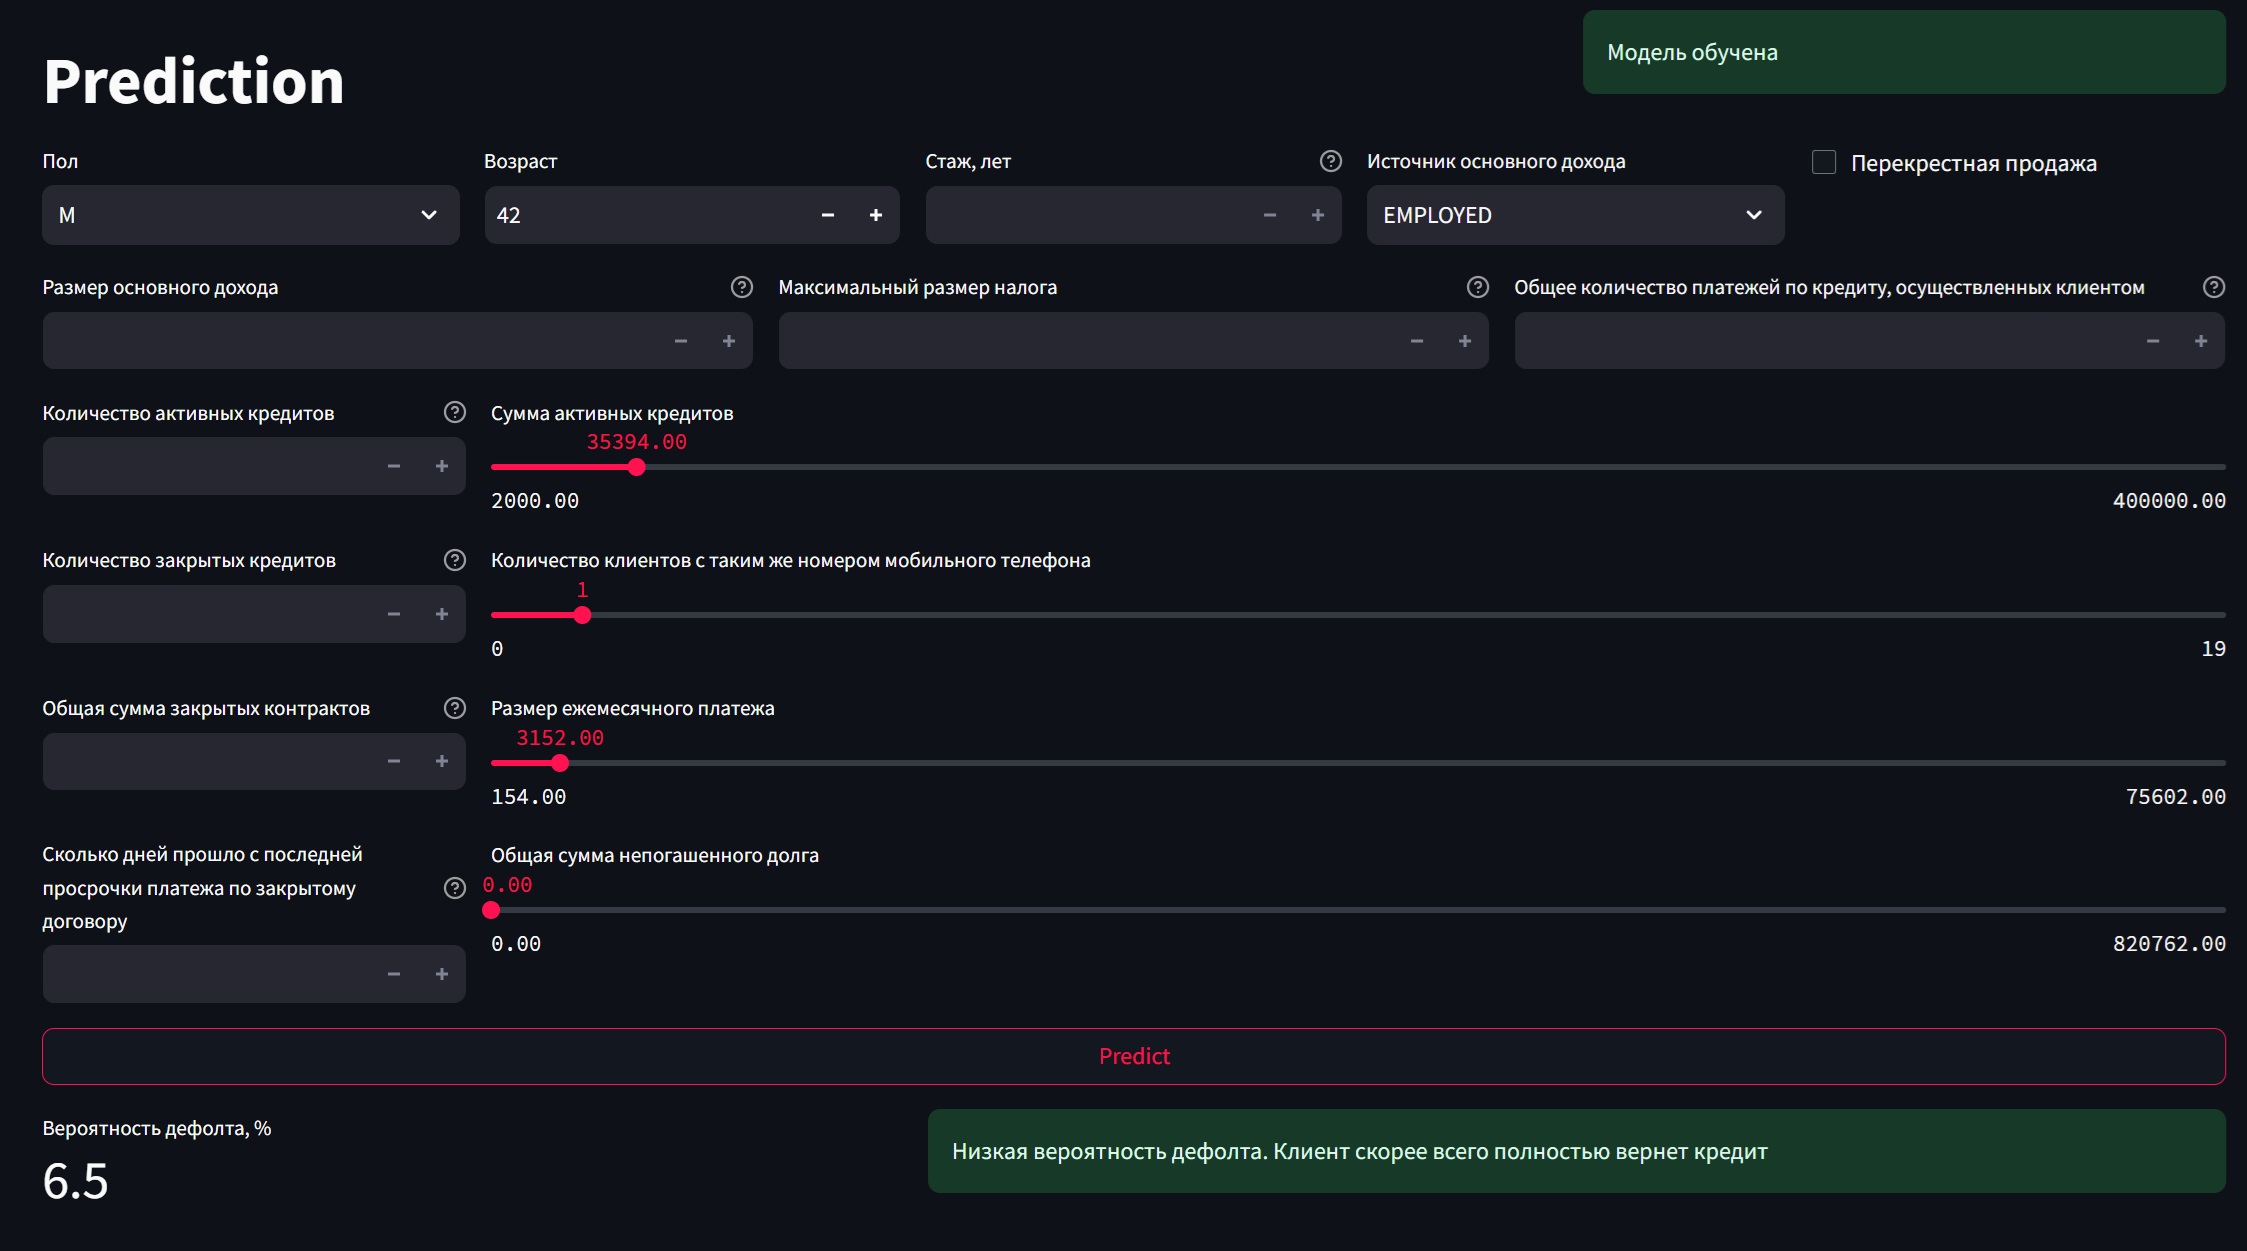 Модель обучена
Prediction
Пол
Возраст
Стаж, лет
Источник основного дохода
Перекрестная продажа
M
42
EMPLOYED
Размер основного дохода
Максимальный размер налога
Общее количество платежей по кредиту, осуществленных клиентом
Количество активных кредитов
Сумма активных кредитов
35394.00
2000.00
400000.00
Количество закрытых кредитов
Количество клиентов с таким же номером мобильного телефона
1
0
19
Общая сумма закрытых контрактов
Размер ежемесячного платежа
3152.00
154.00
75602.00
Сколько дней прошло с последней
просрочки платежа по закрытому
договору
Общая сумма непогашенного долга
0.00
0.00
820762.00
Predict
Вероятность дефолта, %
6.5
Низкая вероятность дефолта. Клиент скорее всего полностью вернет кредит